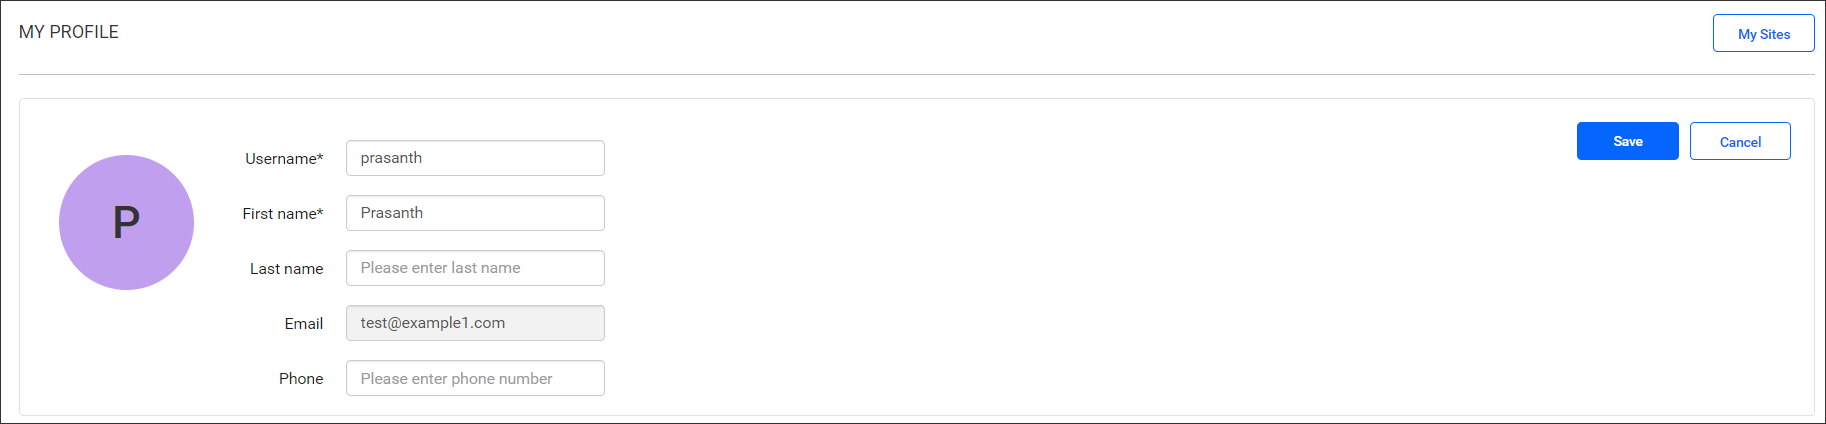 MY PROFILE
My Sites
Save
Cancel
P
Username* prasanth
First name* Prasanth
Last name Please enter last name
Email test@example1.com
Phone Please enter phone number